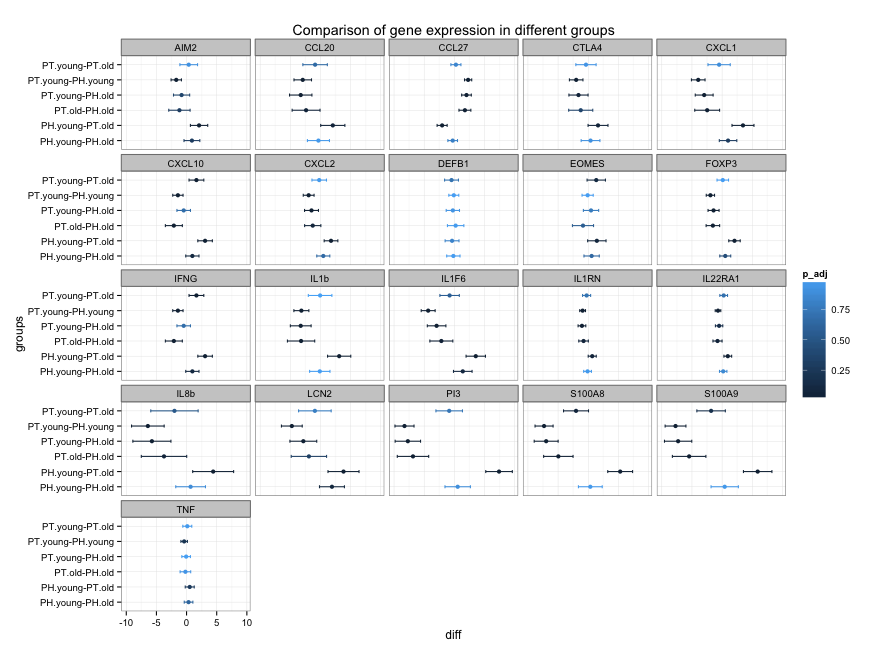 Comparison of gene expression in different groups
AIM2 CCL20 CCL27 CTLA4 CXCL1
PT.young-PT.old
PT.young-PH.young
PT.young-PH.old
PT.old-PH.old
PH.young-PT.old
PH.young-PH.old
CXCL10 CXCL2 DEFB1 EOMES FOXP3
PT.young-PT.old
PT.young-PH.young
PT.young-PH.old
PT.old-PH.old
PH.young-PT.old
PH.young-PH.old
IFNG IL1b IL1F6 IL1RN IL22RA1
PT.young-PT.old
PT.young-PH.young
PT.young-PH.old
PT.old-PH.old
PH.young-PT.old
PH.young-PH.old
IL8b LCN2 PI3 S100A8 S100A9
PT.young-PT.old
PT.young-PH.young
PT.young-PH.old
PT.old-PH.old
PH.young-PT.old
PH.young-PH.old
TNF
PT.young-PT.old
PT.young-PH.young
PT.young-PH.old
PT.old-PH.old
PH.young-PT.old
PH.young-PH.old
-10 -5 0 5 10
diff
groups
p_adj
0.75
0.50
0.25